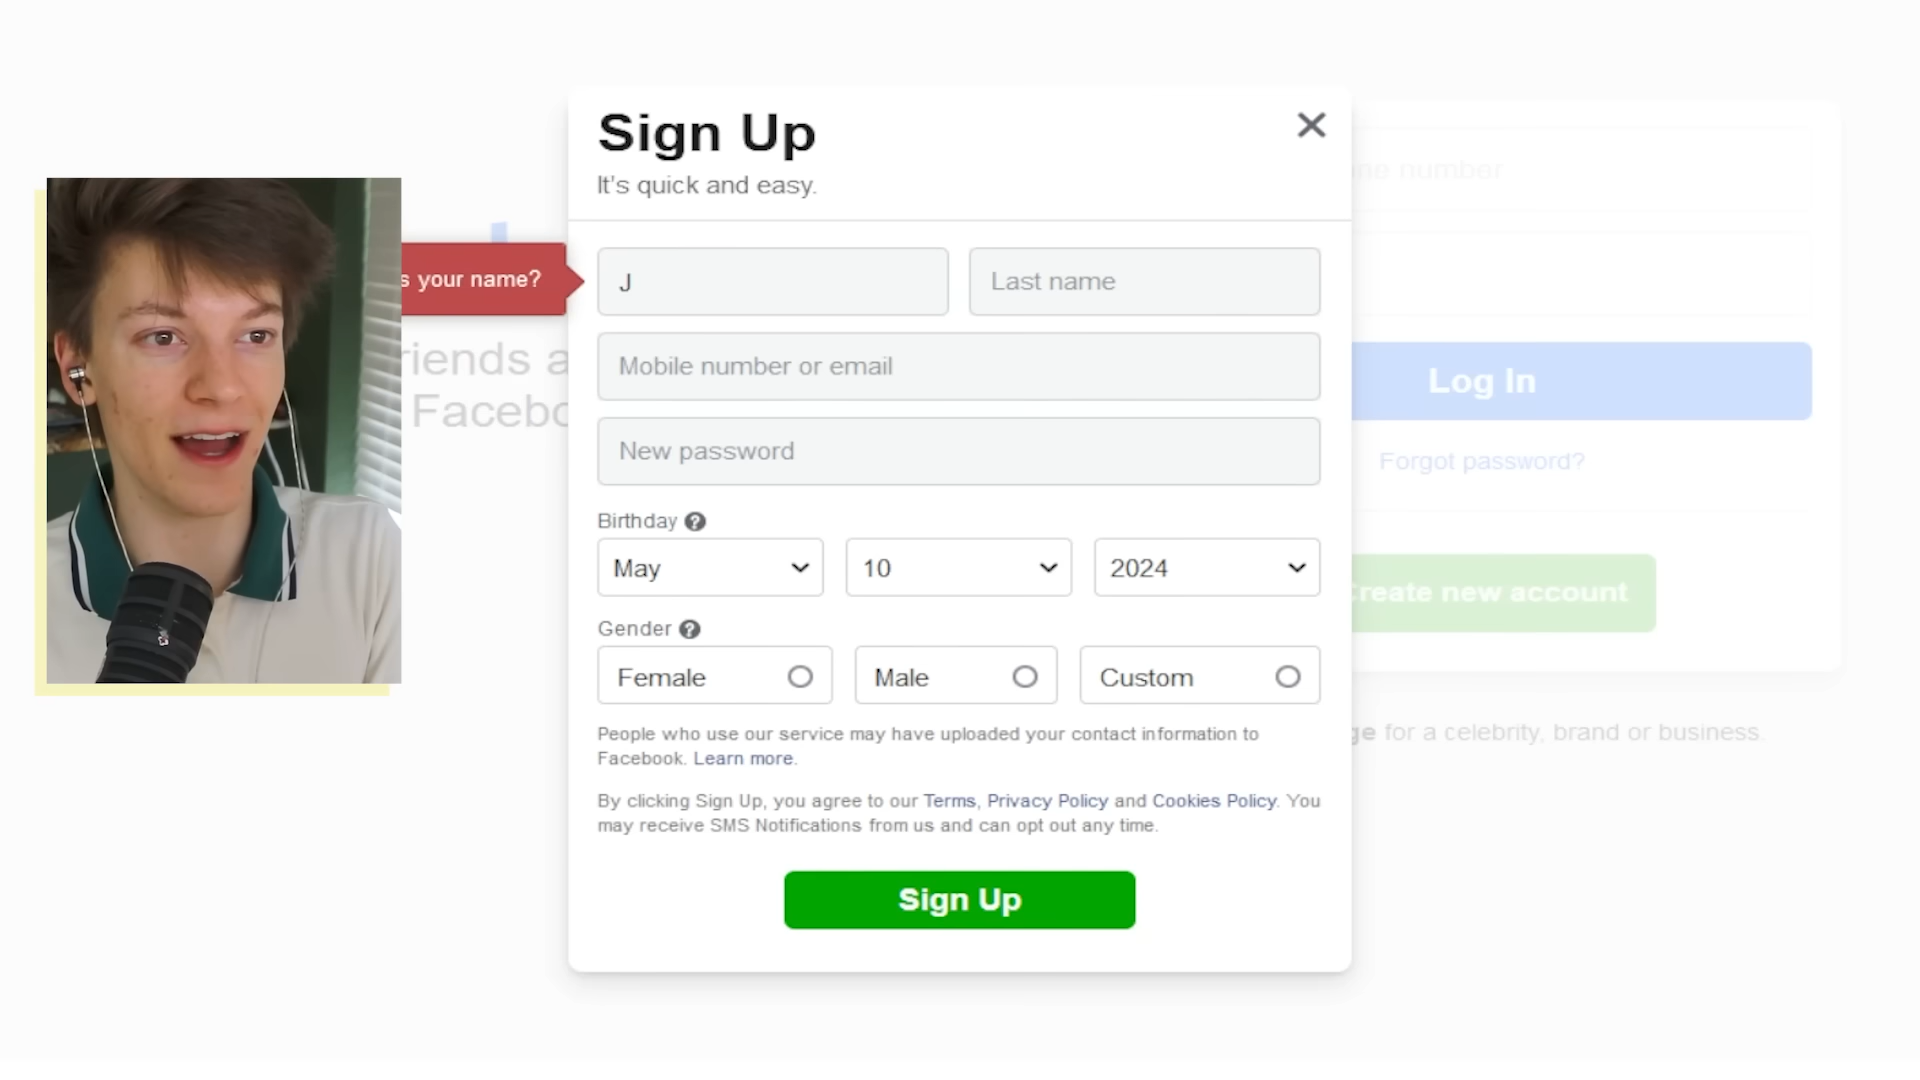 Sign Up
It's quick and easy.
your name?
J
Last name
Mobile number or email
New password
Birthday
May
10
2024
Gender
Female
Male
Custom
People who use our service may have uploaded your contact information to
Facebook. Learn more.
By clicking Sign Up, you agree to our Terms, Privacy Policy and Cookies Policy. You
may receive SMS Notifications from us and can opt out any time.
Sign Up
number
Log In
Forgot password?
Create new account
for a celebrity, brand or business.